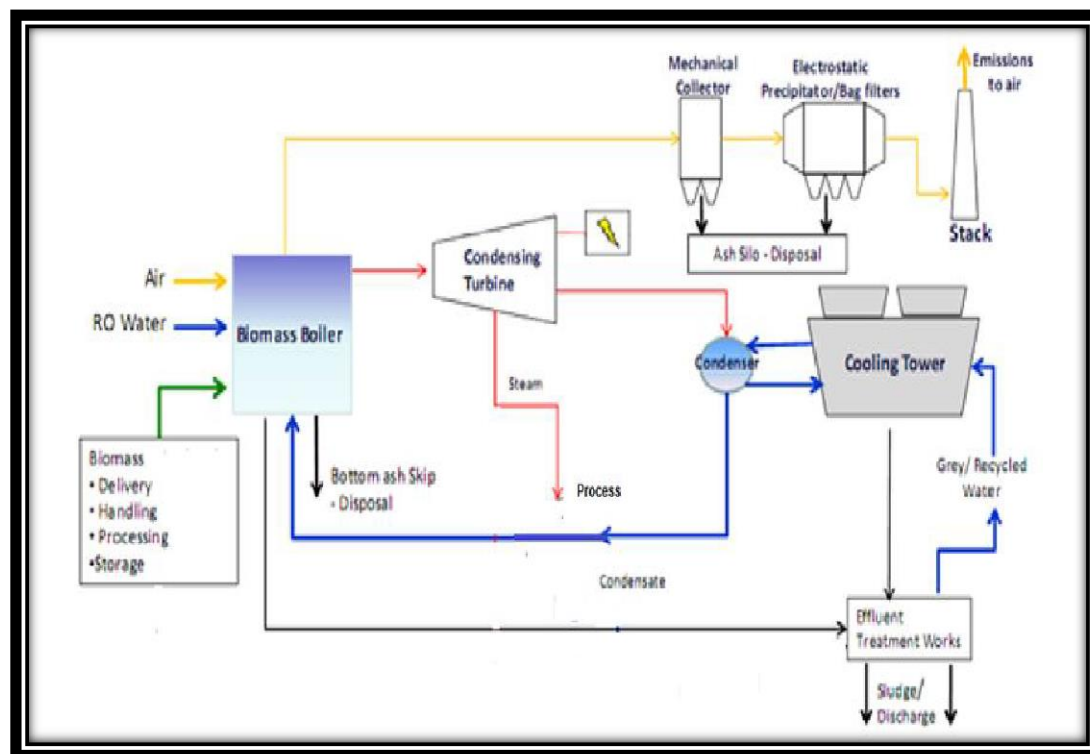 Mechanical
Collector
Electrostatic
Precipitator/Bag filters
Emissions
to air
Stack
Ash Silo - Disposal
Condensing
Turbine
Air
RO Water
Biomass Boiler
Condenser
Cooling Tower
Steam
Biomass
• Delivery
• Handling
• Processing
•Storage
Bottom ash Skip
- Disposal
Process
Grey/ Recycled
Water
Condensate
Effluent
Treatment Works
Sludge/
Discharge